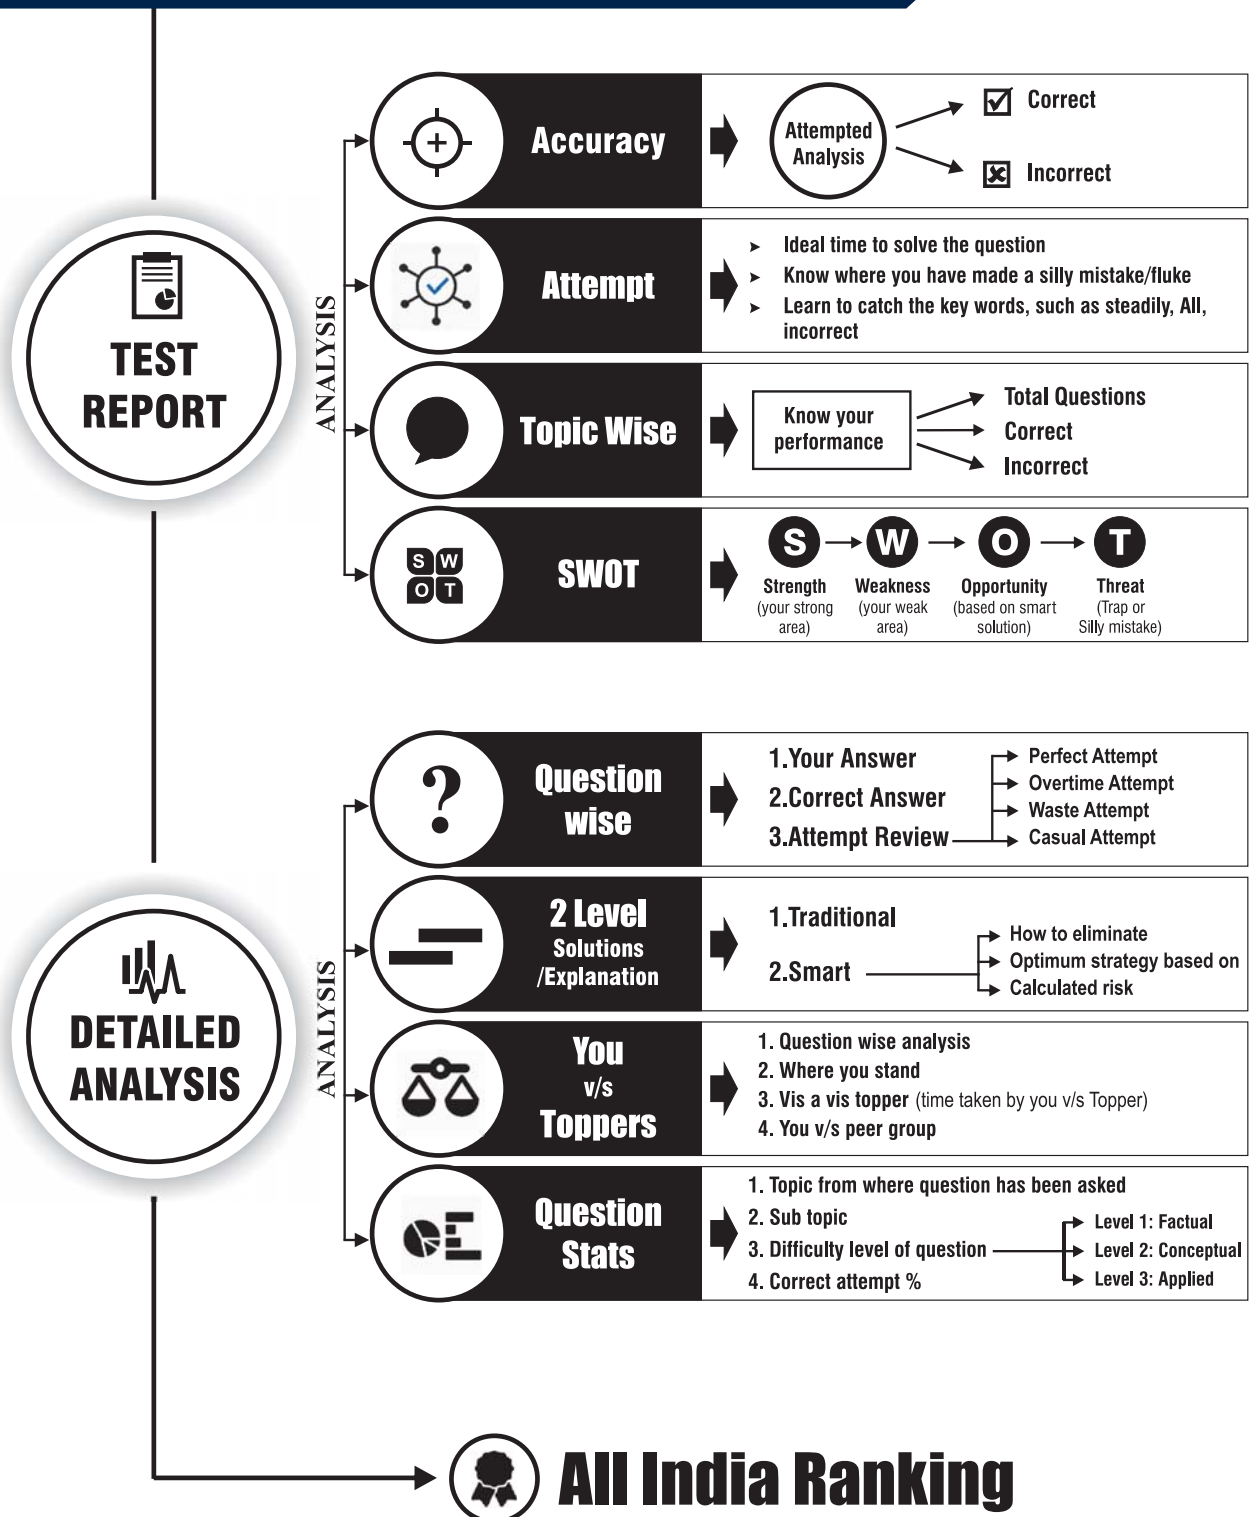 TEST
REPORT
ANALYSIS
Accuracy
Attempted
Analysis
Correct
Incorrect
Attempt
➤ Ideal time to solve the question
➤ Know where you have made a silly mistake/fluke
➤ Learn to catch the key words, such as steadily, All,
incorrect
Topic Wise
Know your
performance
Total Questions
Correct
Incorrect
S W
O T
SWOT
S W O T
Strength
(your strong
area)
Weakness
(your weak
area)
Opportunity
(based on smart
solution)
Threat
(Trap or
Silly mistake)
DETAILED
ANALYSIS
ANALYSIS
?
Question
wise
1.Your Answer
2.Correct Answer
3.Attempt Review
Perfect Attempt
Overtime Attempt
Waste Attempt
Casual Attempt
2 Level
Solutions
/Explanation
1.Traditional
2.Smart
How to eliminate
Optimum strategy based on
Calculated risk
You
v/s
Toppers
1. Question wise analysis
2. Where you stand
3. Vis a vis topper (time taken by you v/s Topper)
4. You v/s peer group
Question
Stats
1. Topic from where question has been asked
2. Sub topic
3. Difficulty level of question
4. Correct attempt %
Level 1: Factual
Level 2: Conceptual
Level 3: Applied
All India Ranking